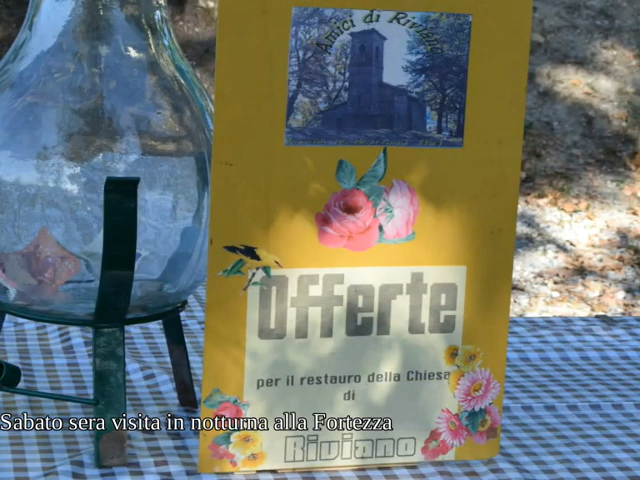 Amici di Riviano
Offerte
per il restauro della Chiesa
di
Riviano
Sabato sera visita in notturna alla Fortezza